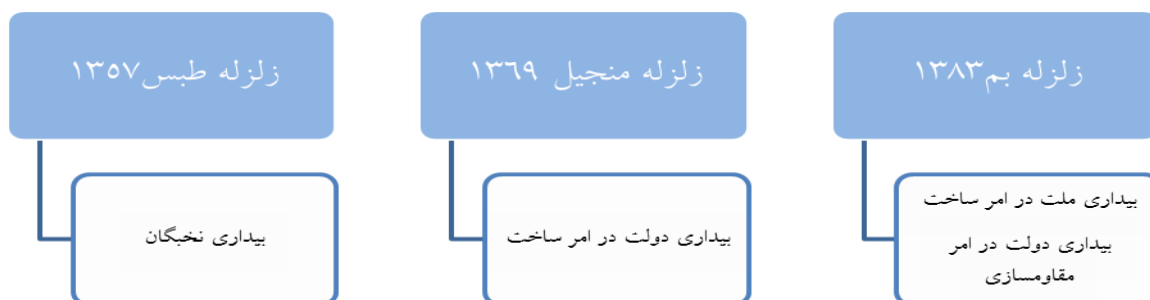 زلزله بم۱۳۸۳
بیداری ملت در امر ساخت
بیداری دولت در امر
مقاومسازی
زلزله منجیل ۱۳۶۹
بیداری دولت در امر ساخت
زلزله طبس۱۳۵۷
بیداری نخبگان